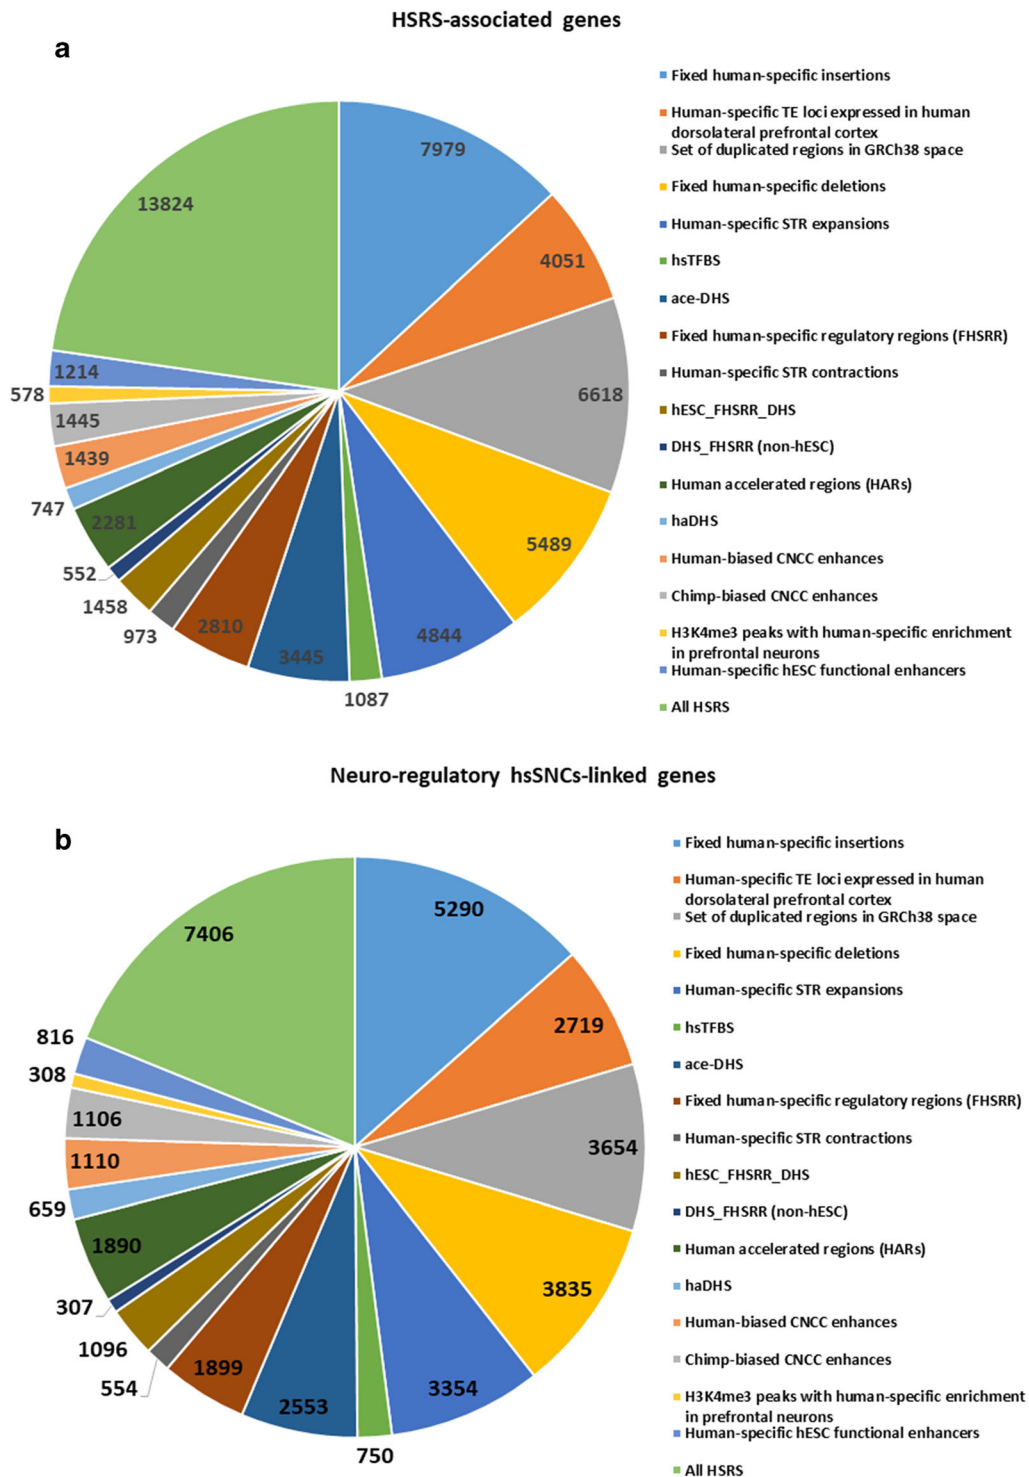 HSRS-associated genes
a
Fixed human-specific insertions
Human-specific TE loci expressed in human
dorsolateral prefrontal cortex
Set of duplicated regions in GRCh38 space
Fixed human-specific deletions
Human-specific STR expansions
hsTFBS
ace-DHS
Fixed human-specific regulatory regions (FHSRR)
Human-specific STR contractions
hESC_FHSRR_DHS
DHS_FHSRR (non-hESC)
Human accelerated regions (HARs)
haDHS
Human-biased CNCC enhances
Chimp-biased CNCC enhances
H3K4me3 peaks with human-specific enrichment
in prefrontal neurons
Human-specific hESC functional enhancers
All HSRS
7979
4051
6618
5489
4844
1087
3445
2810
973
1458
552
2281
747
1439
1445
578
1214
13824
Neuro-regulatory hsSNCs-linked genes
b
Fixed human-specific insertions
Human-specific TE loci expressed in human
dorsolateral prefrontal cortex
Set of duplicated regions in GRCh38 space
Fixed human-specific deletions
Human-specific STR expansions
hsTFBS
ace-DHS
Fixed human-specific regulatory regions (FHSRR)
Human-specific STR contractions
hESC_FHSRR_DHS
DHS_FHSRR (non-hESC)
Human accelerated regions (HARs)
haDHS
Human-biased CNCC enhances
Chimp-biased CNCC enhances
H3K4me3 peaks with human-specific enrichment
in prefrontal neurons
Human-specific hESC functional enhancers
All HSRS
5290
2719
3654
3835
3354
750
2553
1899
554
1096
307
1890
659
1110
1106
308
816
7406